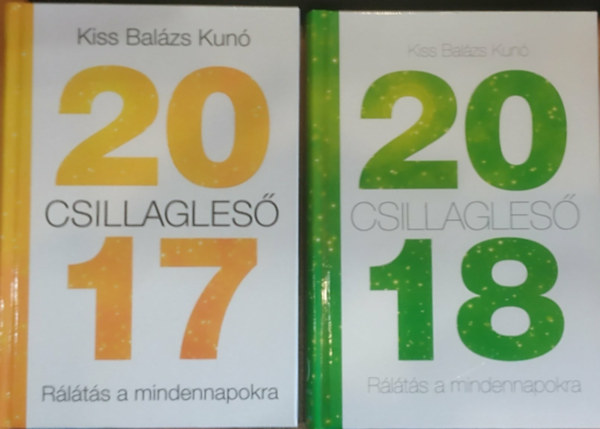 Kiss Balázs Kunó
20
CSILLAGLESŐ
17
Rálátás a mindennapokra
Kiss Balázs Kunó
20
CSILLAGLESŐ
18
Rálátás a mindennapokra